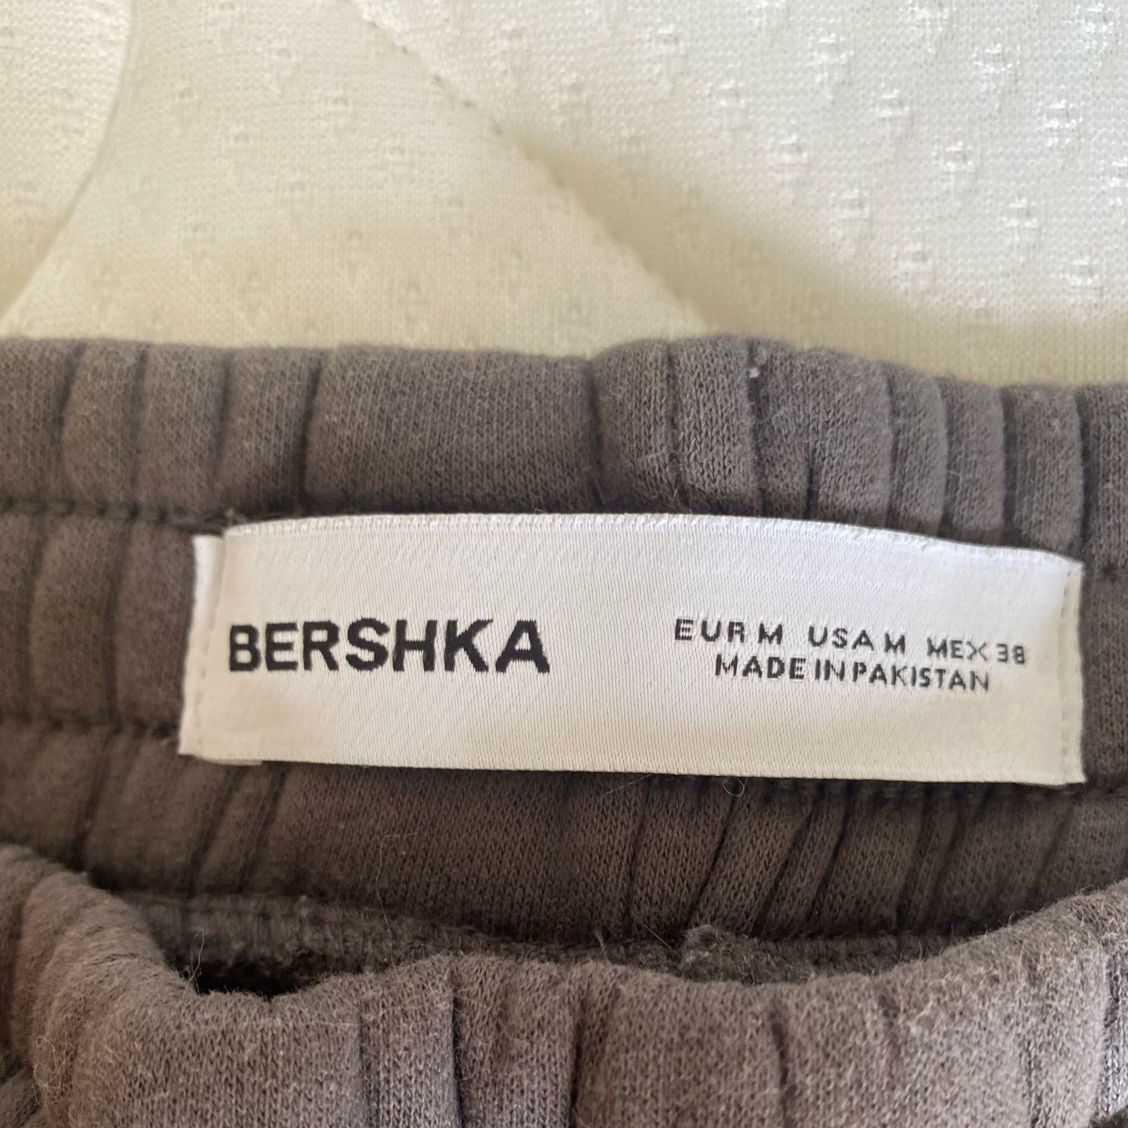 BERSHKA
EUR M USA M MEX 38
MADE IN PAKISTAN